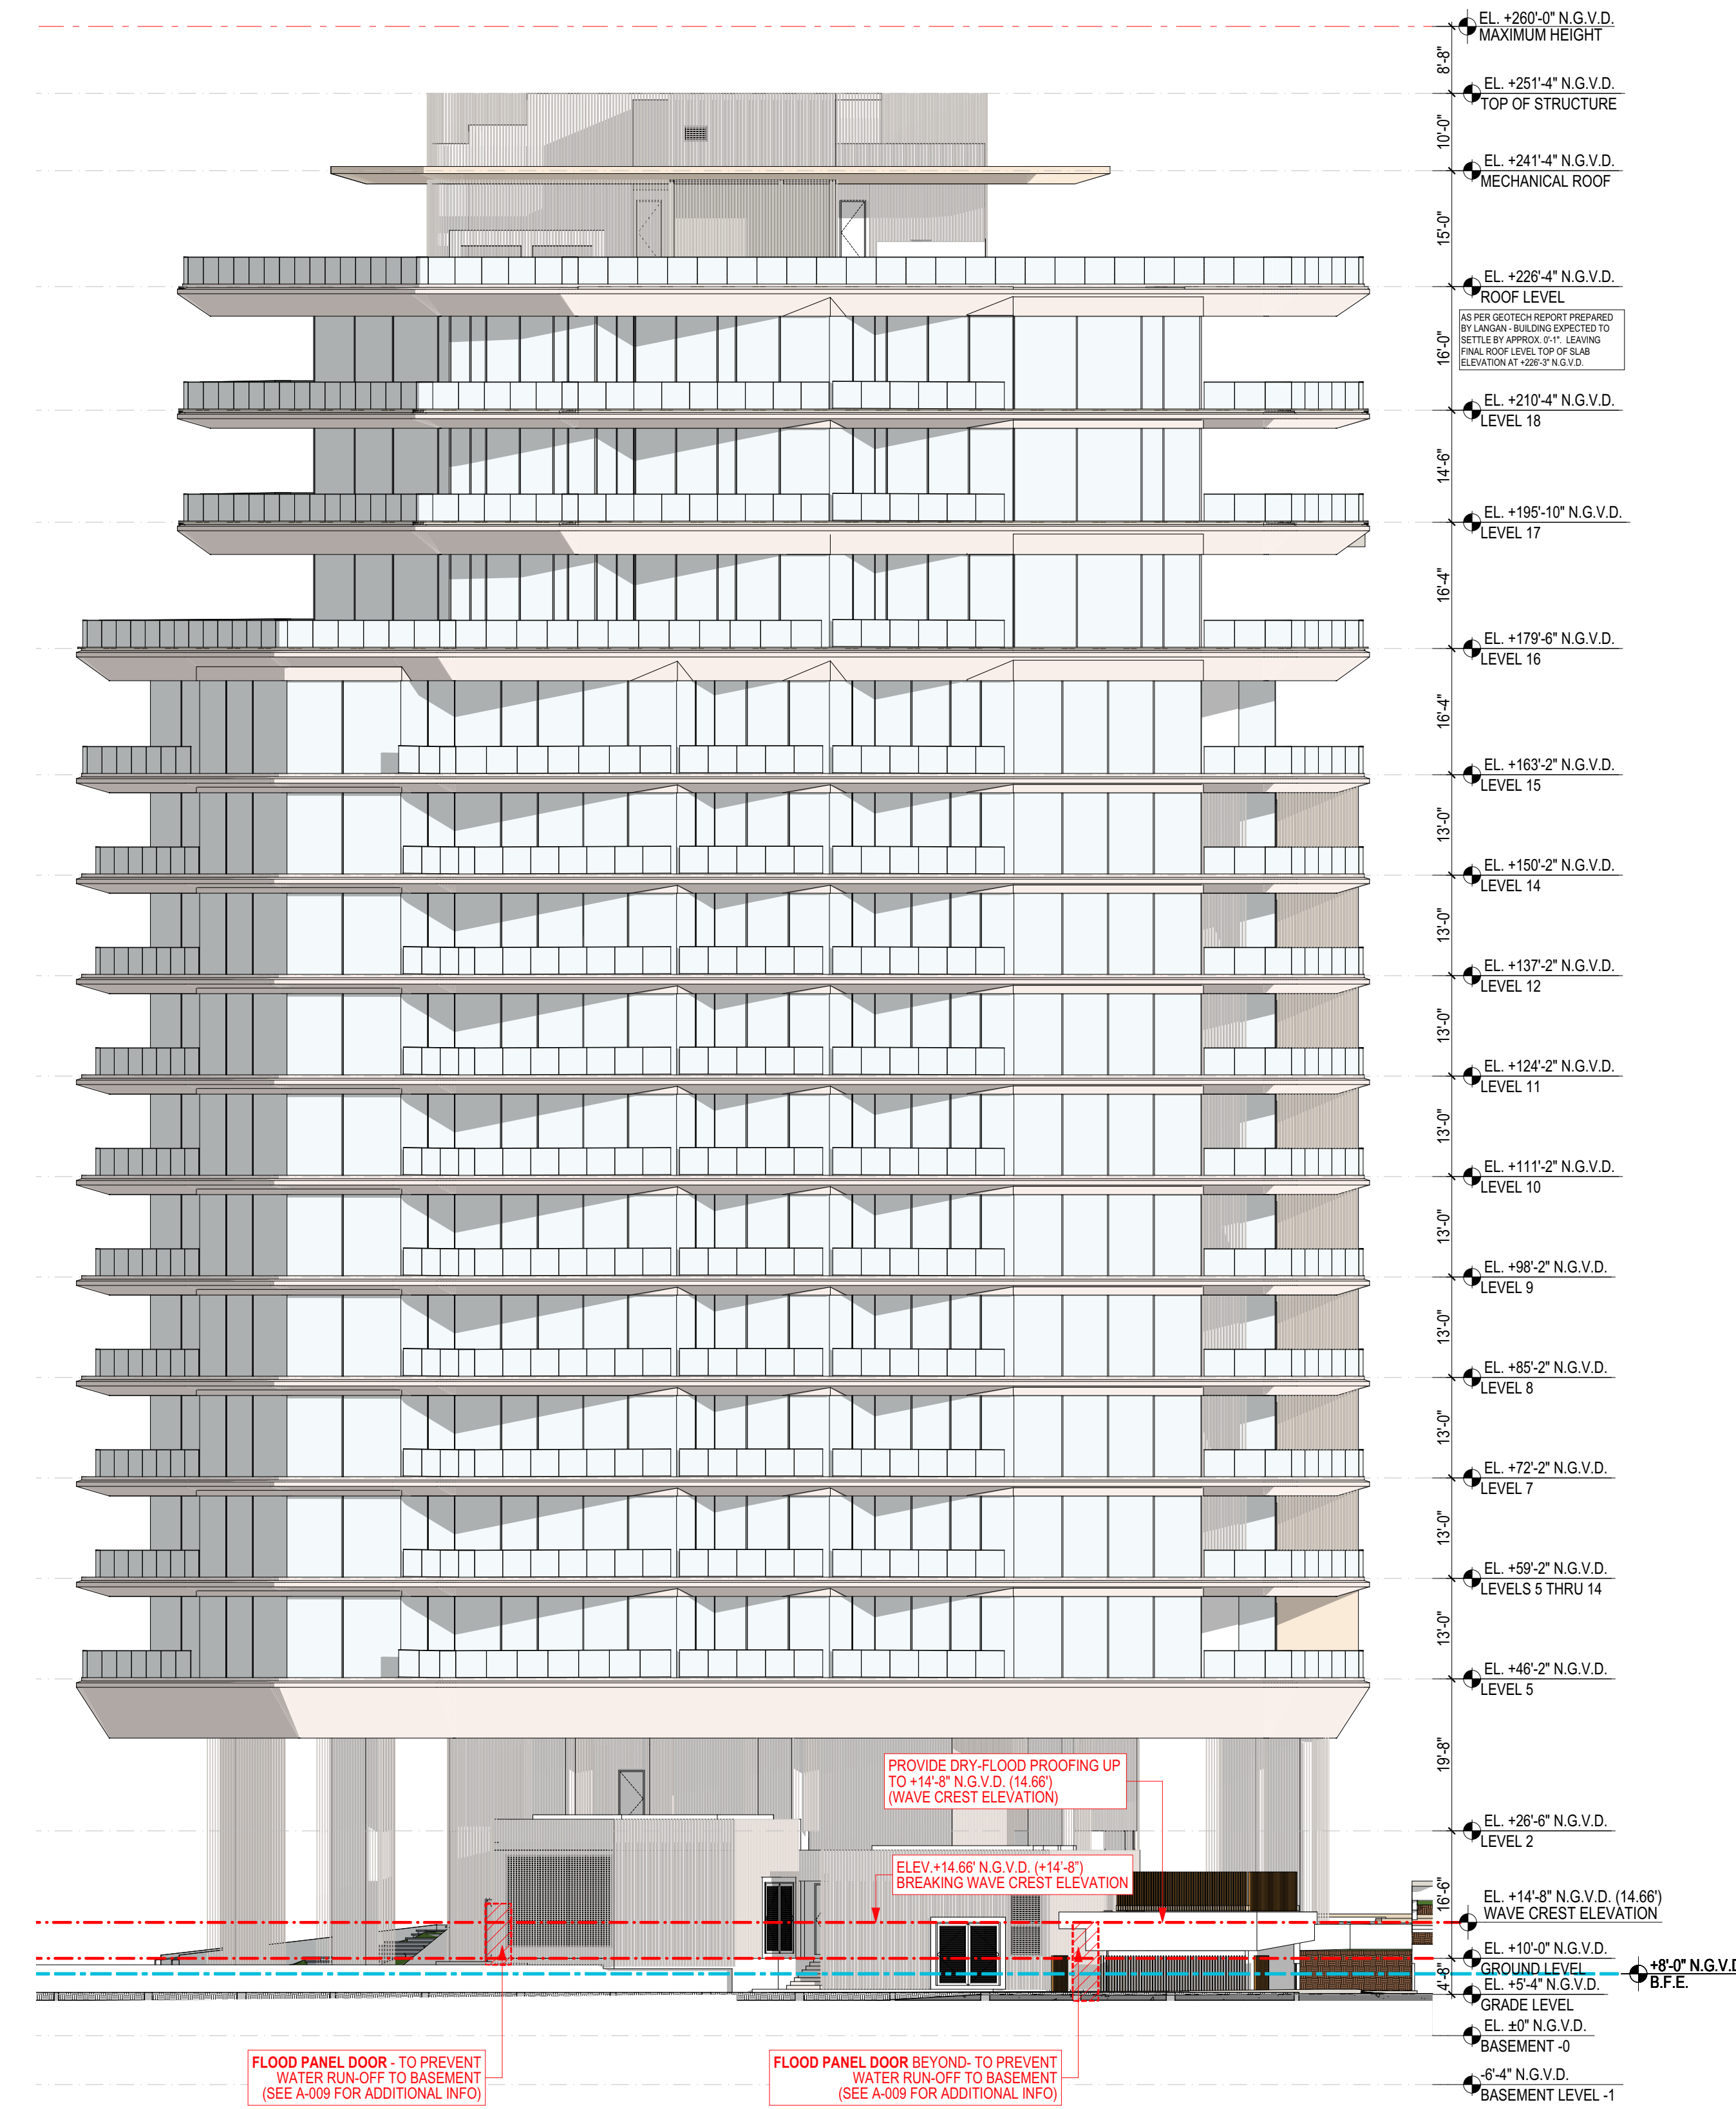 EL. +260'-0" N.G.V.D.
MAXIMUM HEIGHT
8'-8"
EL. +251'-4" N.G.V.D.
TOP OF STRUCTURE
10'-0"
EL. +241'-4" N.G.V.D.
MECHANICAL ROOF
15'-0"
EL. +226'-4" N.G.V.D.
ROOF LEVEL
AS PER GEOTECH REPORT PREPARED
BY LANGAN - BUILDING EXPECTED TO
SETTLE BY APPROX. 0'-1". LEAVING
FINAL ROOF LEVEL TOP OF SLAB
ELEVATION AT +226'-3" N.G.V.D.
16'-0"
EL. +210'-4" N.G.V.D.
LEVEL 18
14'-6"
EL. +195'-10" N.G.V.D.
LEVEL 17
16'-4"
EL. +179'-6" N.G.V.D.
LEVEL 16
16'-4"
EL. +163'-2" N.G.V.D.
LEVEL 15
13'-0"
EL. +150'-2" N.G.V.D.
LEVEL 14
13'-0"
EL. +137'-2" N.G.V.D.
LEVEL 12
13'-0"
EL. +124'-2" N.G.V.D.
LEVEL 11
13'-0"
EL. +111'-2" N.G.V.D.
LEVEL 10
13'-0"
EL. +98'-2" N.G.V.D.
LEVEL 9
13'-0"
EL. +85'-2" N.G.V.D.
LEVEL 8
13'-0"
EL. +72'-2" N.G.V.D.
LEVEL 7
13'-0"
EL. +59'-2" N.G.V.D.
LEVELS 5 THRU 14
13'-0"
EL. +46'-2" N.G.V.D.
LEVEL 5
19'-8"
PROVIDE DRY-FLOOD PROOFING UP
TO +14'-8" N.G.V.D. (14.66')
(WAVE CREST ELEVATION)
EL. +26'-6" N.G.V.D.
LEVEL 2
ELEV.+14.66' N.G.V.D. (+14'-8")
BREAKING WAVE CREST ELEVATION
16'-6"
EL. +14'-8" N.G.V.D. (14.66')
WAVE CREST ELEVATION
EL. +10'-0" N.G.V.D.
GROUND LEVEL
+8'-0" N.G.V.D
B.F.E.
4'-8"
EL. +5'-4" N.G.V.D.
GRADE LEVEL
EL. ±0" N.G.V.D.
BASEMENT -0
FLOOD PANEL DOOR - TO PREVENT
WATER RUN-OFF TO BASEMENT
(SEE A-009 FOR ADDITIONAL INFO)
FLOOD PANEL DOOR BEYOND- TO PREVENT
WATER RUN-OFF TO BASEMENT
(SEE A-009 FOR ADDITIONAL INFO)
-6'-4" N.G.V.D.
BASEMENT LEVEL -1